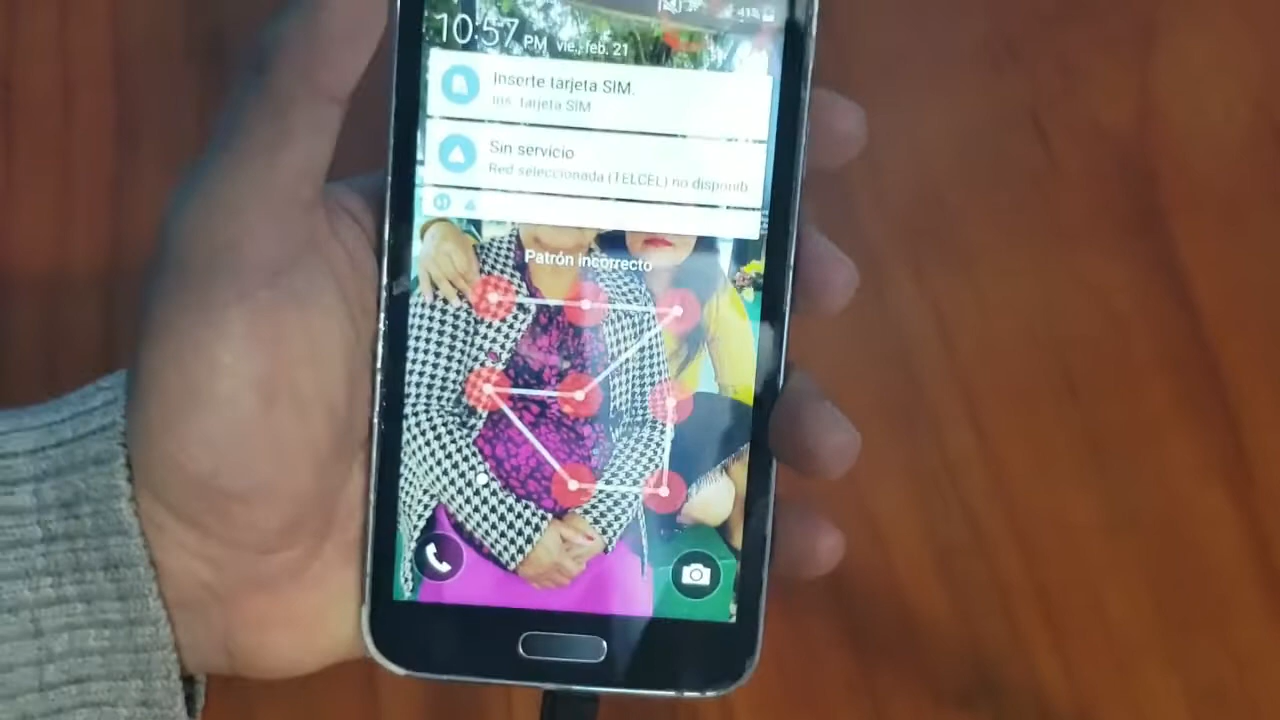 10:57 PM vie., feb. 21
Inserte tarjeta SIM.
Ins. tarjeta SIM
Sin servicio
Red seleccionada (TELCEL) no disponib
Patrón incorrecto